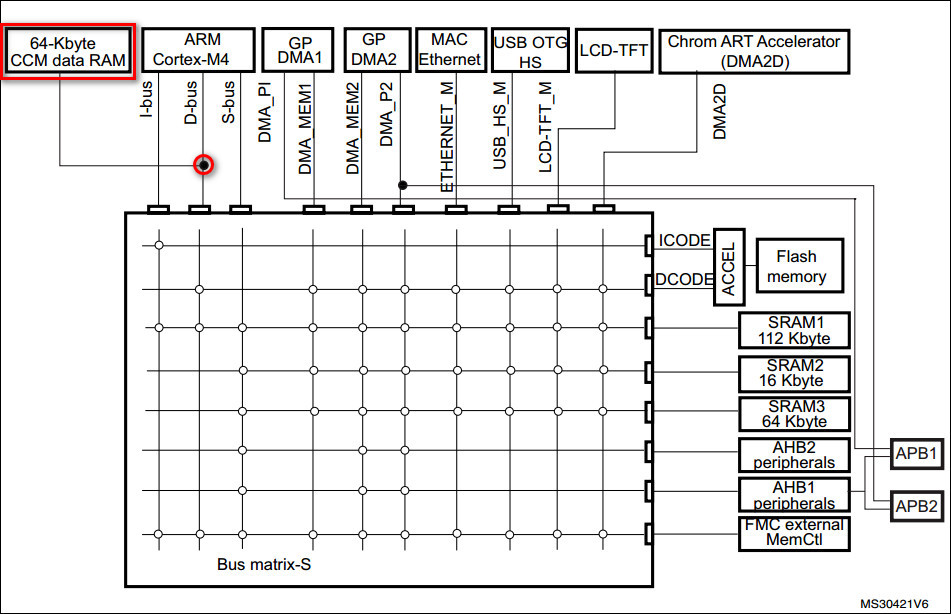 64-Kbyte
CCM data RAM
ARM
Cortex-M4
GP
DMA1
GP
DMA2
MAC
Ethernet
USB OTG
HS
LCD-TFT
Chrom ART Accelerator
(DMA2D)
I-bus
D-bus
S-bus
DMA_PI
DMA_MEM1
DMA_MEM2
DMA_P2
ETHERNET_M
USB_HS_M
LCD-TFT_M
DMA2D
ICODE
DCODE
ACCEL
Flash
memory
SRAM1
112 Kbyte
SRAM2
16 Kbyte
SRAM3
64 Kbyte
AHB2
peripherals
AHB1
peripherals
FMC external
MemCtl
APB1
APB2
Bus matrix-S
MS30421V6